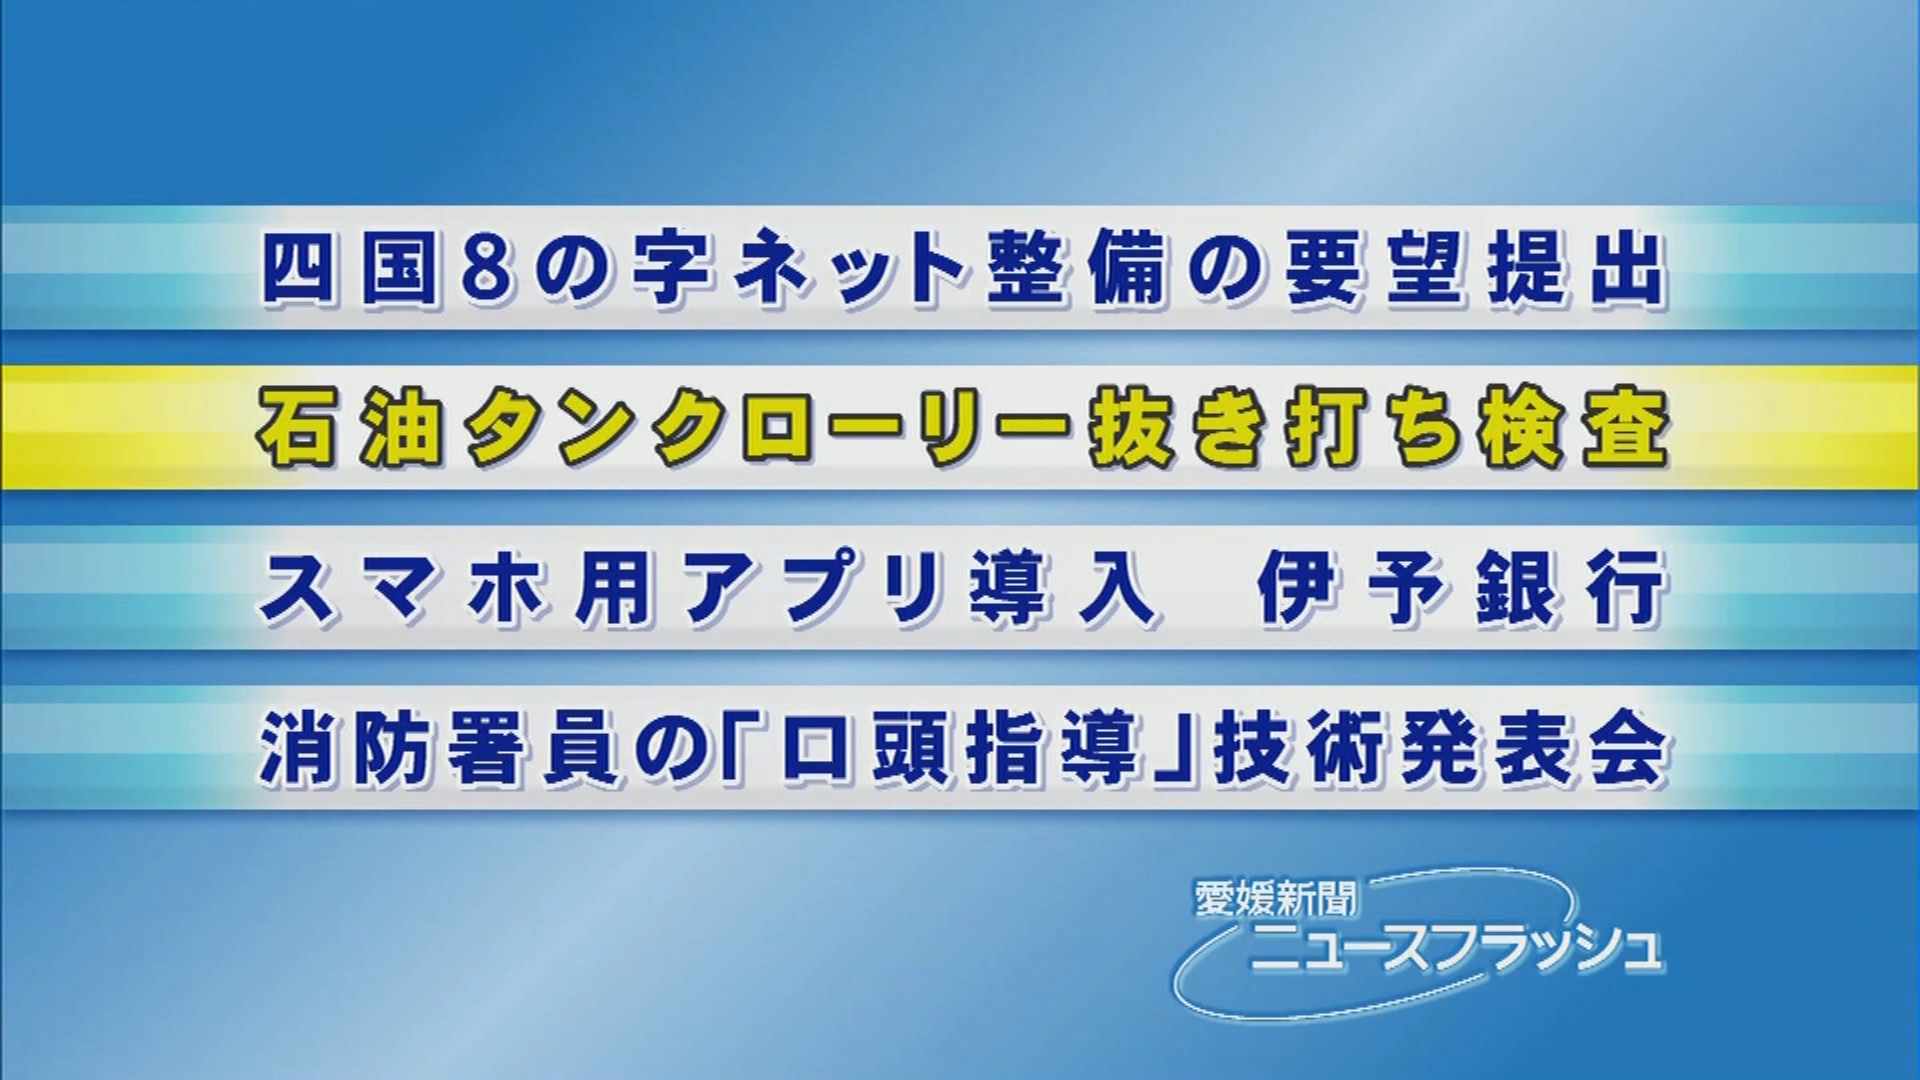 四国8の字ネット整備の要望提出
石油タンクローリー抜き打ち検査
スマホ用アプリ導入　伊予銀行
消防署員の「口頭指導」技術発表会
愛媛新聞
ニュースフラッシュ